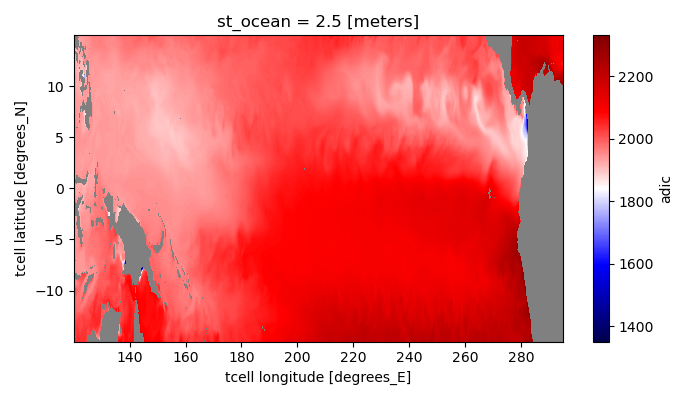 st_ocean = 2.5 [meters]
tcell latitude [degrees_N]
10
5
0
−5
−10
140 160 180 200 220 240 260 280
tcell longitude [degrees_E]
2200
2000
1800
1600
1400
adic